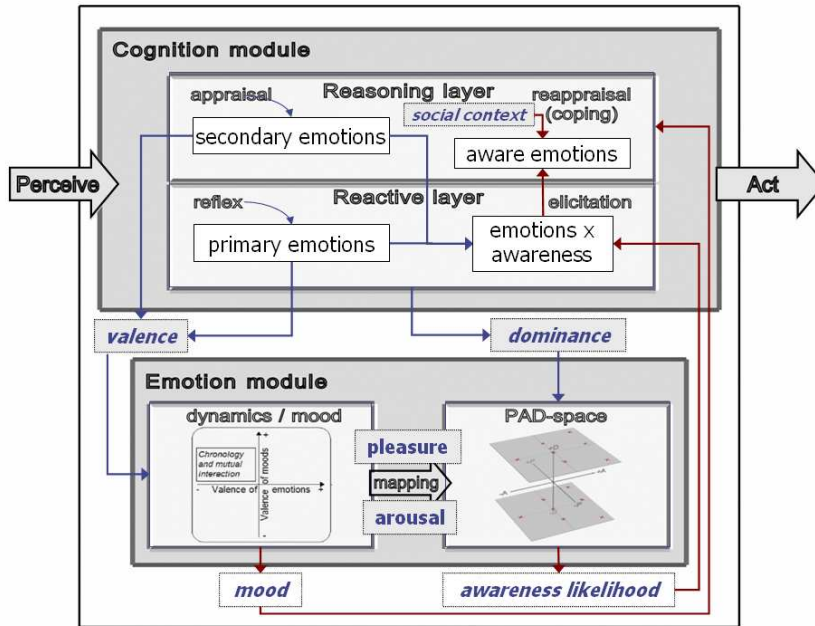 Cognition module
Reasoning layer
appraisal
reappraisal
(coping)
social context
secondary emotions
aware emotions
Perceive
Act
Reactive layer
reflex
elicitation
primary emotions
emotions x
awareness
valence
dominance
Emotion module
dynamics / mood
PAD-space
Chronology
and mutual
interaction
Valence of moods
+
-
- Valence of emotions +
pleasure
mapping
arousal
mood
awareness likelihood